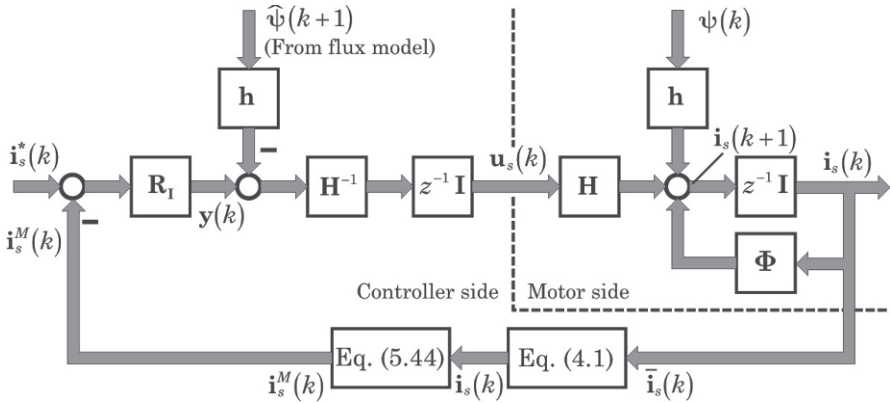 ψ̂(k+1)
(From flux model)
ψ(k)
h
h
i_s^*(k)
R_I
y(k)
H^{-1}
z^{-1} I
u_s(k)
H
i_s(k+1)
z^{-1} I
i_s(k)
i_s^M(k)
Φ
Controller side
Motor side
Eq. (5.44)
Eq. (4.1)
i_s^M(k)
i_s(k)
i̅_s(k)